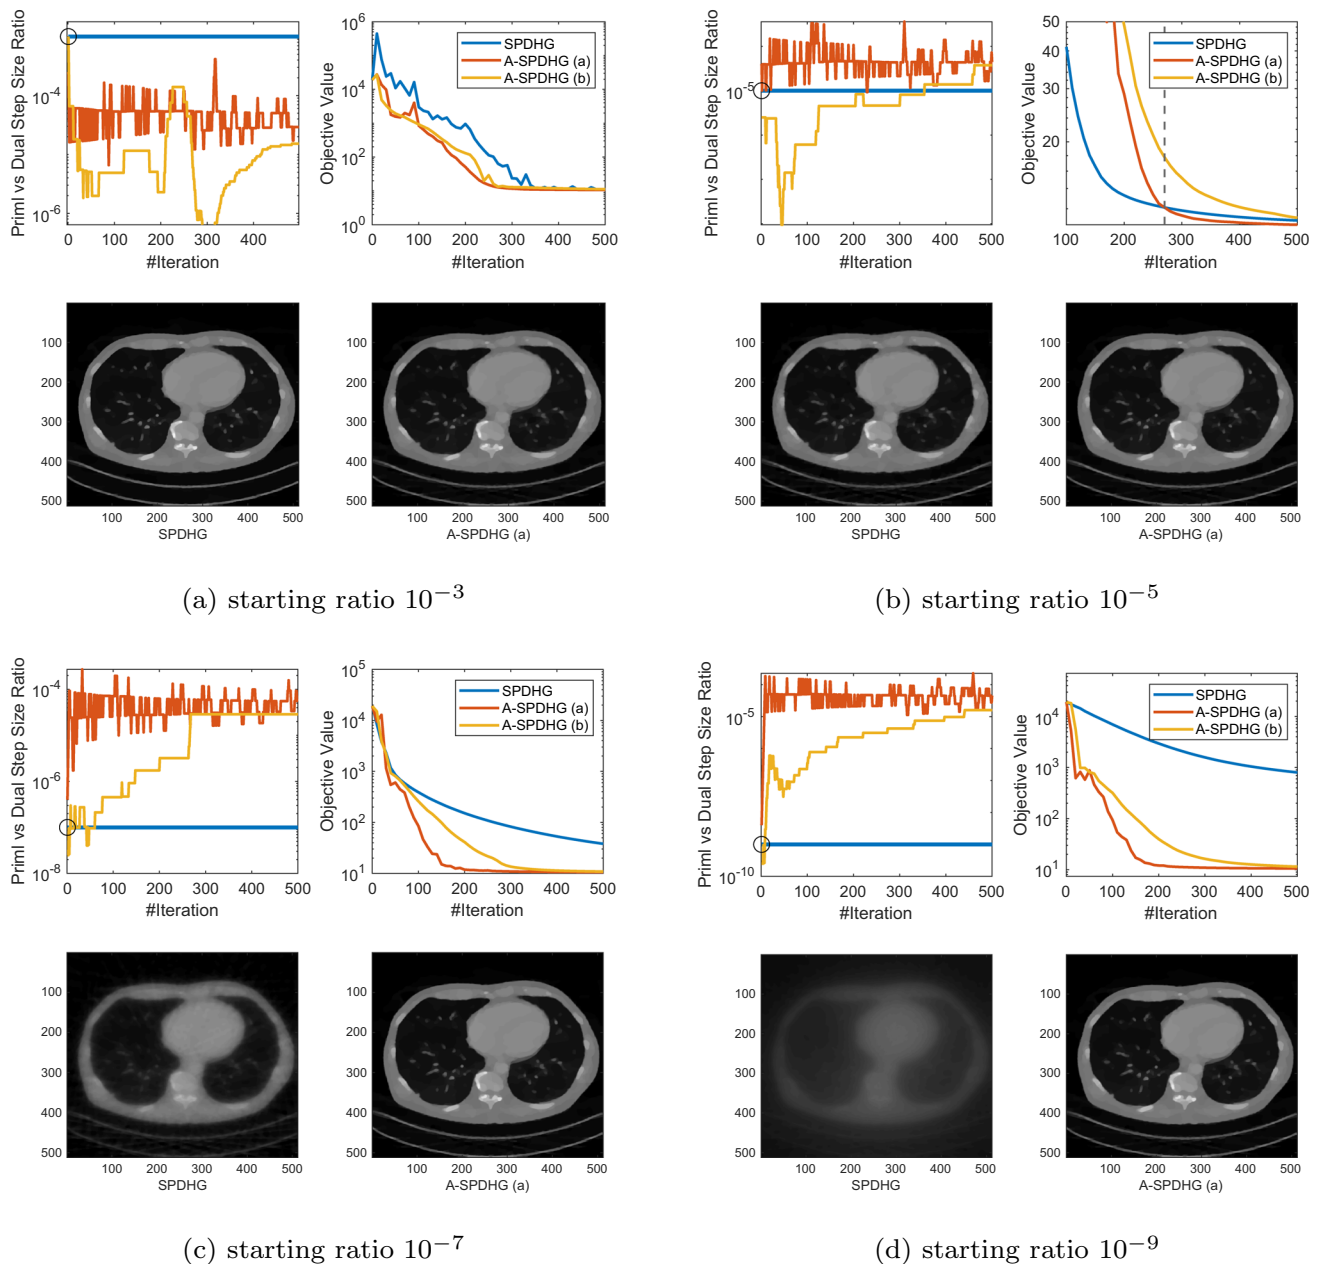 Priml vs Dual Step Size Ratio
10^-4
10^-6
0 100 200 300 400
#Iteration
Objective Value
10^6
10^4
10^2
10^0
0 100 200 300 400 500
#Iteration
SPDHG
A-SPDHG (a)
A-SPDHG (b)
100
200
300
400
500
100 200 300 400 500
SPDHG
100
200
300
400
500
100 200 300 400 500
A-SPDHG (a)
(a) starting ratio 10^-3
Priml vs Dual Step Size Ratio
10^-5
0 100 200 300 400 500
#Iteration
Objective Value
50
40
30
20
100 200 300 400 500
#Iteration
SPDHG
A-SPDHG (a)
A-SPDHG (b)
100
200
300
400
500
100 200 300 400 500
SPDHG
100
200
300
400
500
100 200 300 400 500
A-SPDHG (a)
(b) starting ratio 10^-5
Priml vs Dual Step Size Ratio
10^-4
10^-6
10^-8
0 100 200 300 400 500
#Iteration
Objective Value
10^5
10^4
10^3
10^2
10^1
0 100 200 300 400 500
#Iteration
SPDHG
A-SPDHG (a)
A-SPDHG (b)
100
200
300
400
500
100 200 300 400 500
SPDHG
100
200
300
400
500
100 200 300 400 500
A-SPDHG (a)
(c) starting ratio 10^-7
Priml vs Dual Step Size Ratio
10^-5
10^-10
0 100 200 300 400 500
#Iteration
Objective Value
10^4
10^3
10^2
10^1
0 100 200 300 400 500
#Iteration
SPDHG
A-SPDHG (a)
A-SPDHG (b)
100
200
300
400
500
100 200 300 400 500
SPDHG
100
200
300
400
500
100 200 300 400 500
A-SPDHG (a)
(d) starting ratio 10^-9